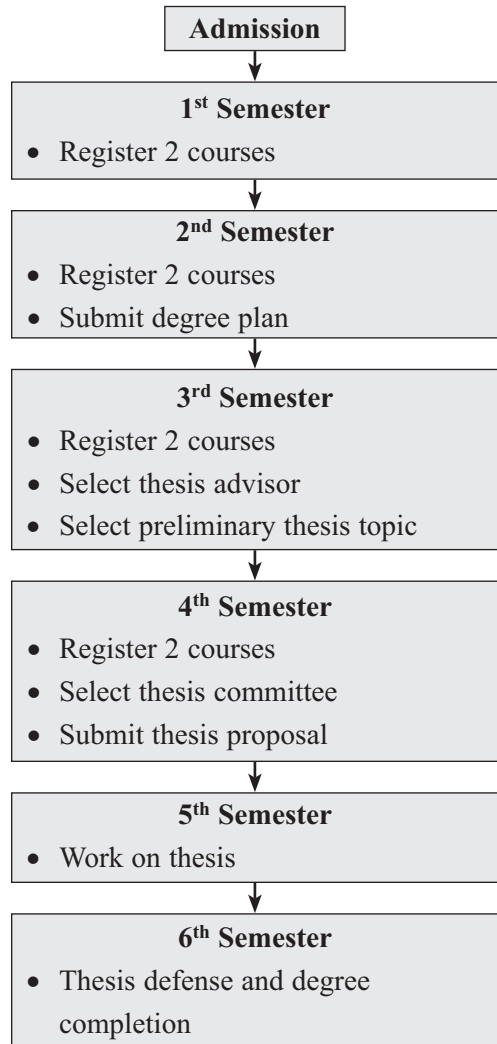 Admission
1st Semester
• Register 2 courses
2nd Semester
• Register 2 courses
• Submit degree plan
3rd Semester
• Register 2 courses
• Select thesis advisor
• Select preliminary thesis topic
4th Semester
• Register 2 courses
• Select thesis committee
• Submit thesis proposal
5th Semester
• Work on thesis
6th Semester
• Thesis defense and degree
completion